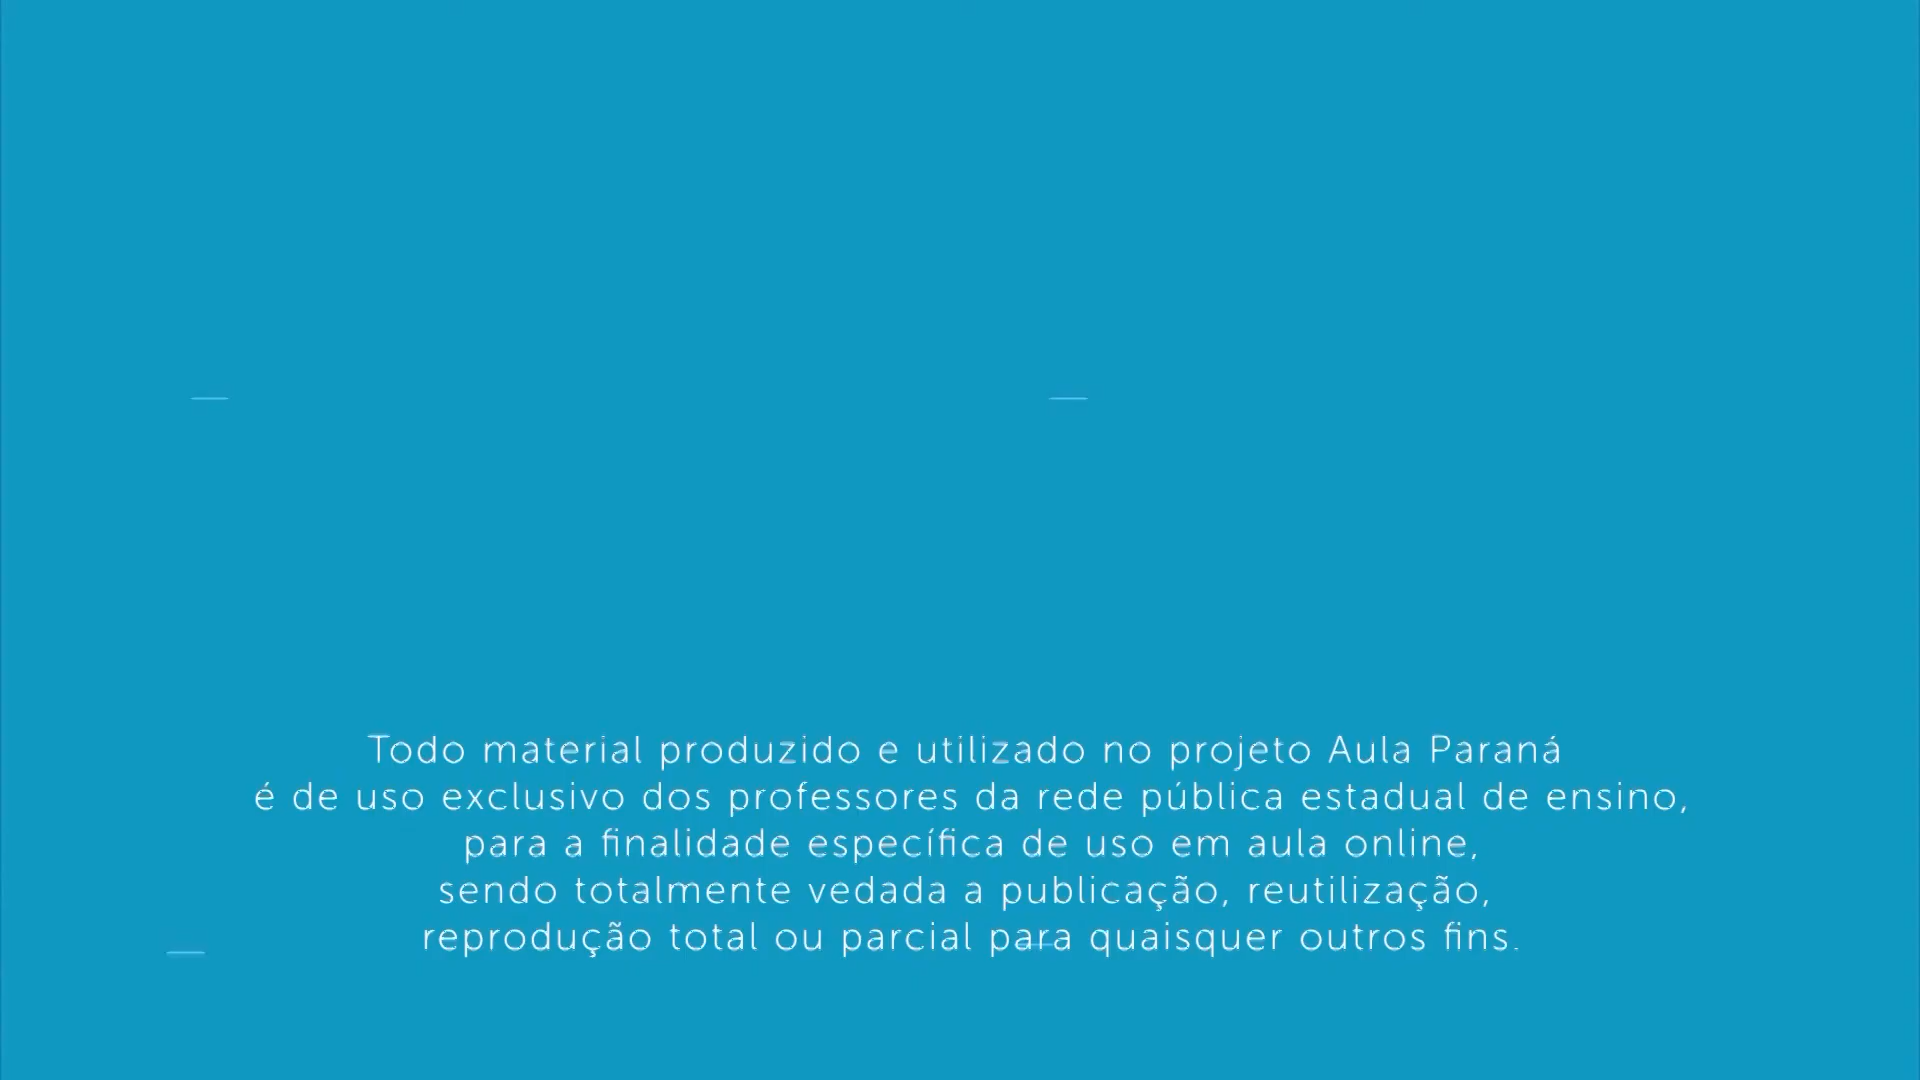 Todo material produzido e utilizado no projeto Aula Paraná
é de uso exclusivo dos professores da rede pública estadual de ensino,
para a finalidade específica de uso em aula online,
sendo totalmente vedada a publicação, reutilização,
reprodução total ou parcial para quaisquer outros fins.